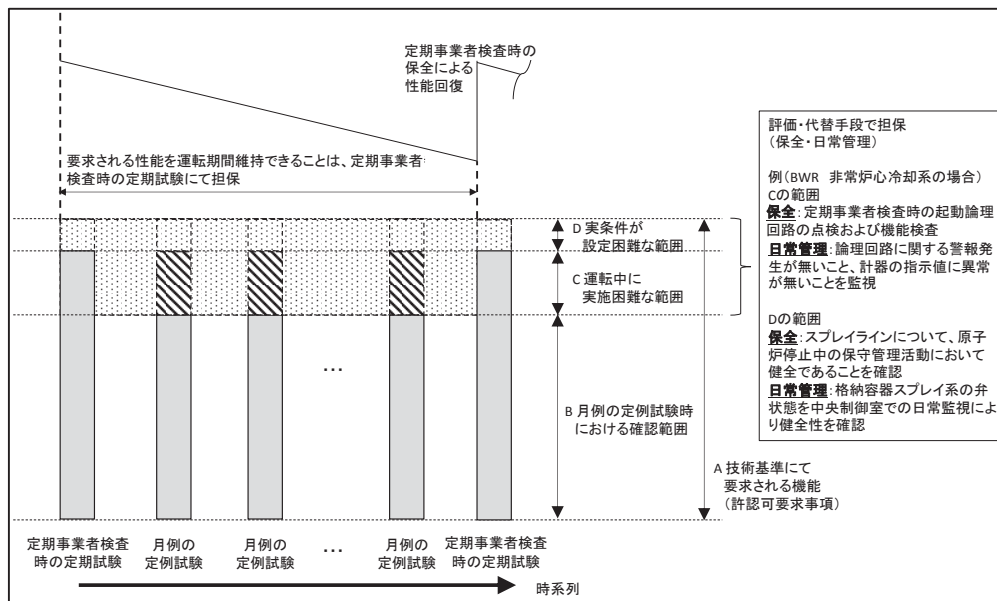 定期事業者検査時の
保全による
性能回復
要求される性能を運転期間維持できることは、定期事業者
検査時の定期試験にて担保
D 実条件が
設定困難な範囲
C 運転中に
実施困難な範囲
…
B 月例の定例試験時
における確認範囲
A 技術基準にて
要求される機能
(許認可要求事項)
評価・代替手段で担保
(保全・日常管理)
例(BWR 非常炉心冷却系の場合)
Cの範囲
保全:定期事業者検査時の起動論理
回路の点検および機能検査
日常管理:論理回路に関する警報発
生が無いこと、計器の指示値に異常
が無いことを監視
Dの範囲
保全:スプレイラインについて、原子
炉停止中の保守管理活動において
健全であることを確認
日常管理:格納容器スプレイ系の弁
状態を中央制御室での日常監視によ
り健全性を確認
定期事業者検査
時の定期試験
月例の
定例試験
月例の
定例試験
…
月例の
定例試験
定期事業者検査
時の定期試験
時系列